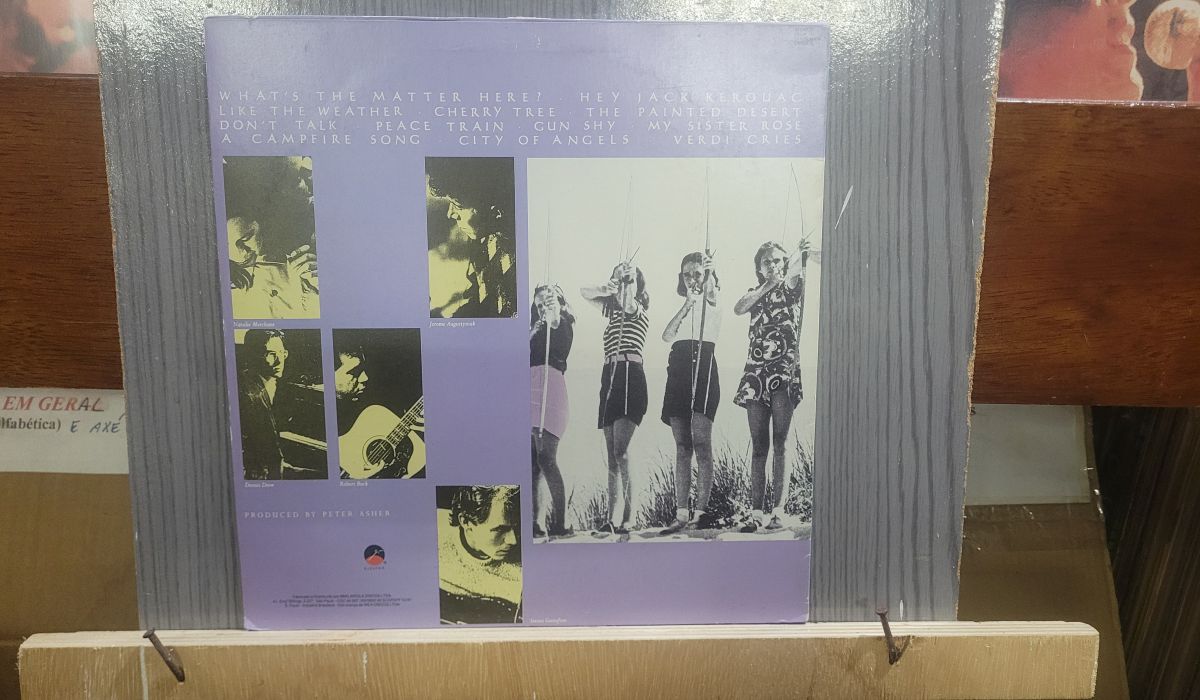 WHAT'S THE MATTER HERE? · HEY JACK KEROUAC
LIKE THE WEATHER · CHERRY TREE · THE PAINTED DESERT
DON'T TALK · PEACE TRAIN · GUN SHY · MY SISTER ROSE
A CAMPFIRE SONG · CITY OF ANGELS · VERDI CRIES
Natalie Merchant
Jerome Augustyniak
Dennis Drew
Robert Buck
PRODUCED BY PETER ASHER
Steven Gustafson
EM GERAL
lfabética) E AXÉ